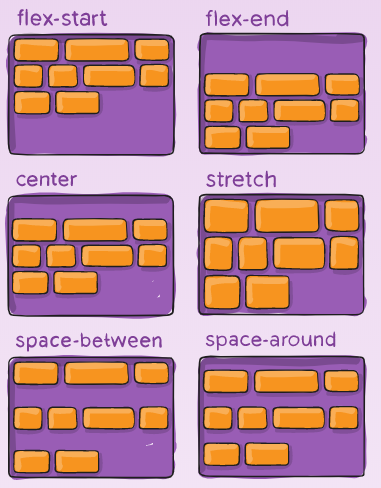 flex-start
flex-end
center
stretch
space-between
space-around